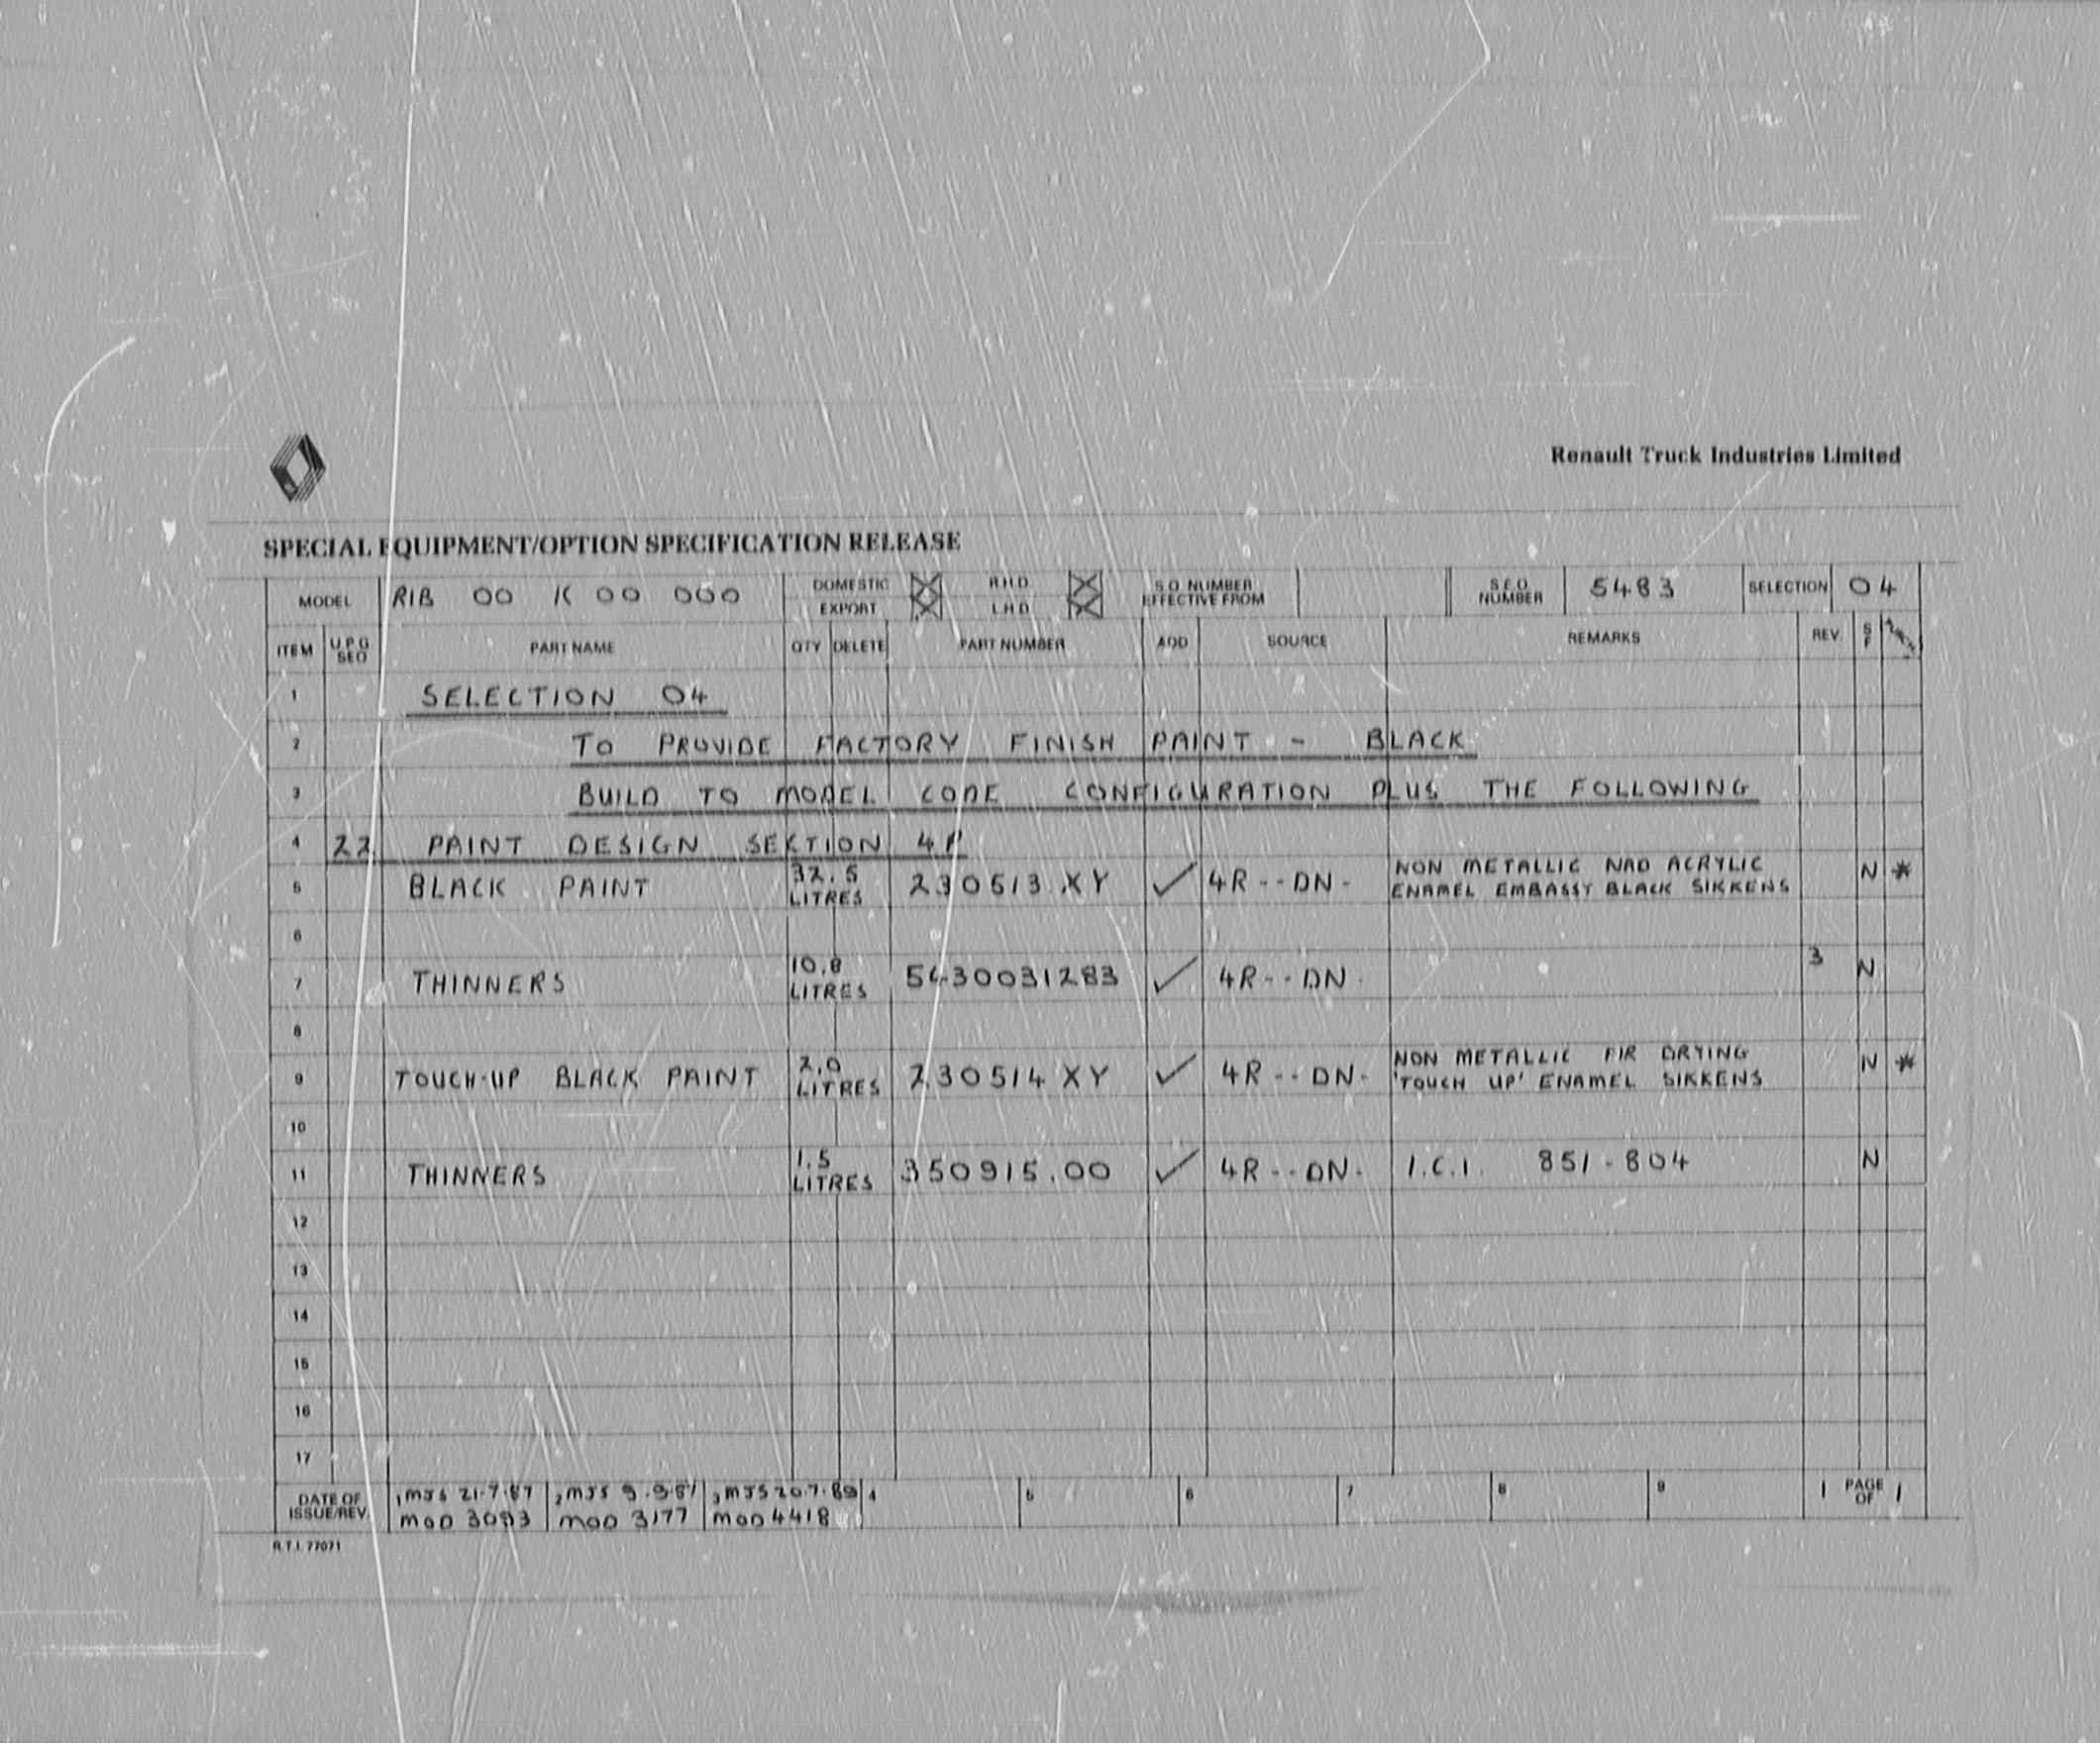 Renault Truck Industries Limited
SPECIAL EQUIPMENT/OPTION SPECIFICATION RELEASE
MODEL RIB 00 K 00 000 DOMESTIC EXPORT R.H.D. L.H.D. S.O. NUMBER EFFECTIVE FROM S.E.O. NUMBER 5483 SELECTION 04
ITEM U.P.G SEO PART NAME QTY DELETE PART NUMBER ADD SOURCE REMARKS REV S F
1 SELECTION 04
2 TO PROVIDE FACTORY FINISH PAINT - BLACK
3 BUILD TO MODEL CODE CONFIGURATION PLUS THE FOLLOWING
4 22 PAINT DESIGN SECTION 4P
5 BLACK PAINT 32.5 LITRES 230513.XY ✓ 4R--DN- NON METALLIC NAD ACRYLIC ENAMEL EMBASSY BLACK SIKKENS N *
6
7 THINNERS 10.8 LITRES 5430031283 ✓ 4R--DN- 3 N
8
9 TOUCH-UP BLACK PAINT 2.0 LITRES 230514 XY ✓ 4R--DN- NON METALLIC AIR DRYING 'TOUCH UP' ENAMEL SIKKENS N *
10
11 THINNERS 1.5 LITRES 350915.00 ✓ 4R--DN- I.C.I. 851-804 N
12
13
14
15
16
17
DATE OF ISSUE/REV. 1 MJS 21-7-87 2 MJS 3 MJS 20.7.89 4 5 6 7 8 9 1 PAGE OF 1
MOD 3177 MOD 4418
R.T.I. 77071